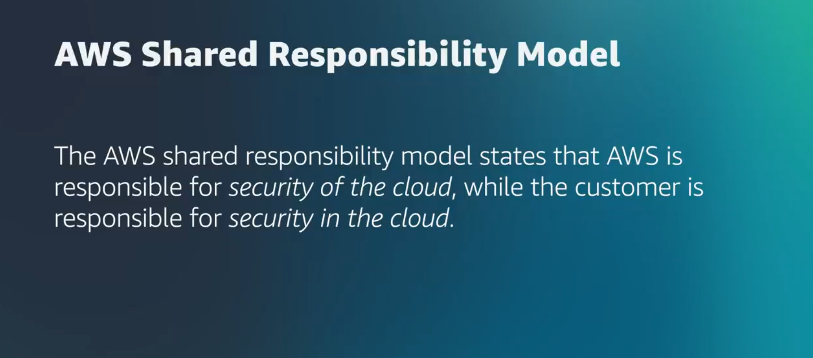 AWS Shared Responsibility Model
The AWS shared responsibility model states that AWS is
responsible for security of the cloud, while the customer is
responsible for security in the cloud.